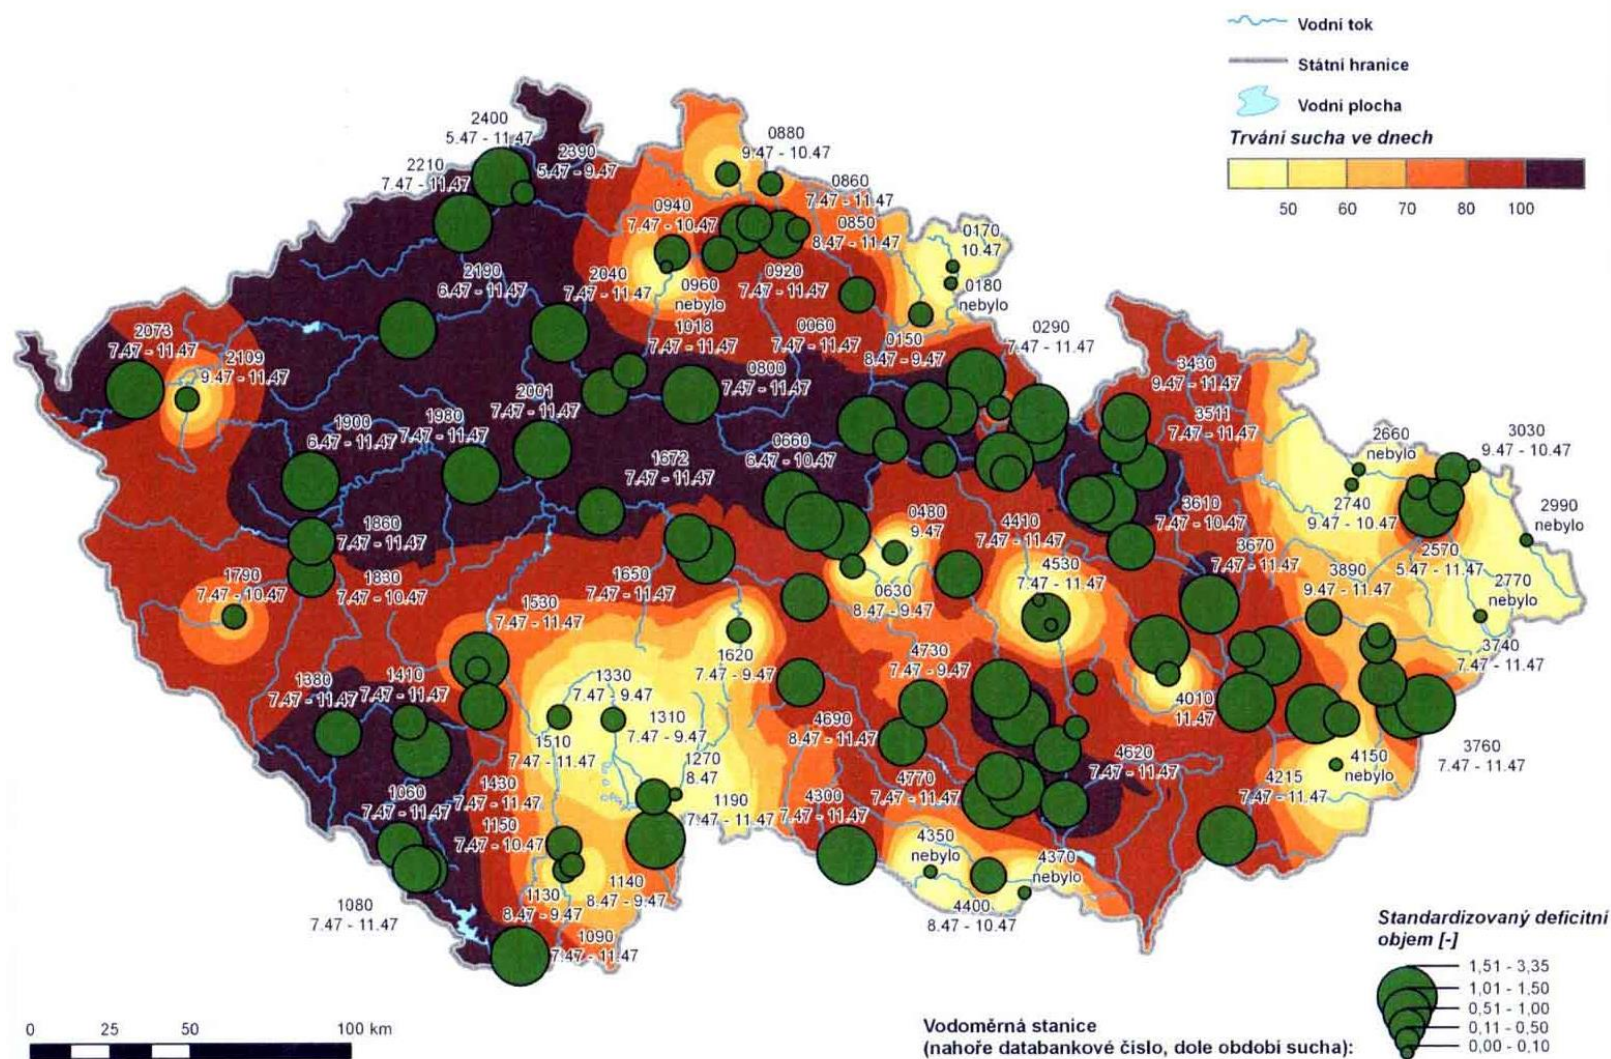 Vodní tok
Státní hranice
Vodní plocha
Trvání sucha ve dnech
50 60 70 80 100
2400
5.47 - 11.47
2390
5.47 - 9.47
2210
7.47 - 11.47
0880
9.47 - 10.47
0860
7.47 - 11.47
0940
7.47 - 10.47
0850
8.47 - 11.47
0170
10.47
2190
6.47 - 11.47
2040
7.47 - 11.47
0960
nebylo
0920
7.47 - 11.47
0180
nebylo
2073
7.47 - 11.47
2109
9.47 - 11.47
1018
7.47 - 11.47
0060
7.47 - 11.47
0150
8.47 - 9.47
0290
7.47 - 11.47
0800
7.47 - 11.47
3430
9.47 - 11.47
2001
7.47 - 11.47
1900
6.47 - 11.47
1980
7.47 - 11.47
3511
7.47 - 11.47
0660
6.47 - 10.47
2660
nebylo
3030
9.47 - 10.47
1672
7.47 - 11.47
2740
9.47 - 10.47
2990
nebylo
1860
7.47 - 11.47
0480
9.47
4410
7.47 - 11.47
3610
7.47 - 10.47
3670
7.47 - 11.47
2570
5.47 - 11.47
1790
7.47 - 10.47
1830
7.47 - 10.47
1650
7.47 - 11.47
0630
8.47 - 9.47
4530
7.47 - 11.47
3890
9.47 - 11.47
2770
nebylo
1530
7.47 - 11.47
1620
7.47 - 9.47
4730
7.47 - 9.47
3740
7.47 - 11.47
1380
7.47 - 11.47
1410
7.47 - 11.47
1330
7.47 - 9.47
1310
7.47 - 9.47
4010
11.47
1510
7.47 - 11.47
4690
8.47 - 11.47
1270
8.47
4620
7.47 - 11.47
4150
nebylo
3760
7.47 - 11.47
1060
7.47 - 11.47
1430
7.47 - 11.47
1190
7.47 - 11.47
4770
7.47 - 11.47
4215
7.47 - 11.47
1150
7.47 - 10.47
4300
7.47 - 11.47
4350
nebylo
4370
nebylo
1080
7.47 - 11.47
1130
8.47 - 9.47
1140
8.47 - 9.47
4400
8.47 - 10.47
1090
7.47 - 11.47
Standardizovaný deficitní
objem [-]
1,51 - 3,35
1,01 - 1,50
0,51 - 1,00
0,11 - 0,50
0,00 - 0,10
0 25 50 100 km
Vodoměrná stanice
(nahoře databankové číslo, dole období sucha):